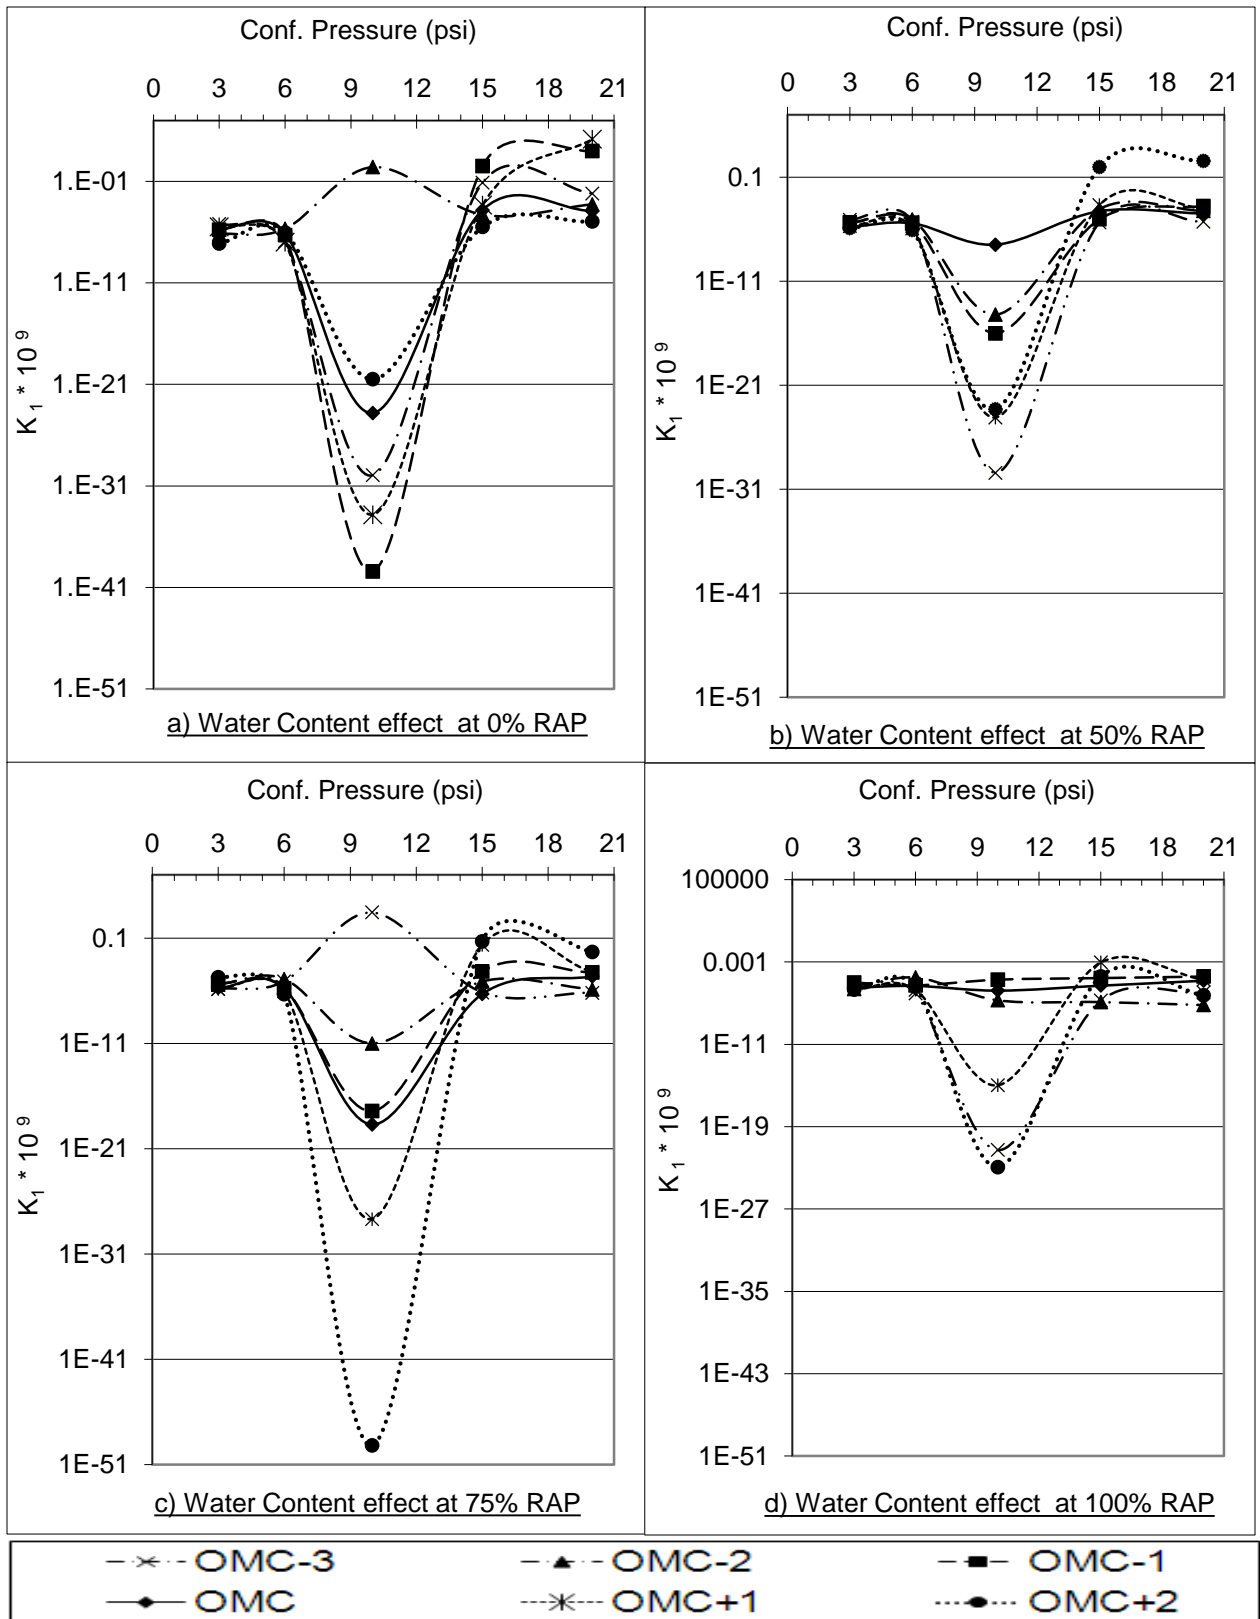 Conf. Pressure (psi)
0 3 6 9 12 15 18 21
1.E-01
1.E-11
1.E-21
1.E-31
1.E-41
1.E-51
K1 * 10 9
a) Water Content effect at 0% RAP
Conf. Pressure (psi)
0 3 6 9 12 15 18 21
0.1
1E-11
1E-21
1E-31
1E-41
1E-51
K1 * 10 9
b) Water Content effect at 50% RAP
Conf. Pressure (psi)
0 3 6 9 12 15 18 21
0.1
1E-11
1E-21
1E-31
1E-41
1E-51
K1 * 10 9
c) Water Content effect at 75% RAP
Conf. Pressure (psi)
0 3 6 9 12 15 18 21
100000
0.001
1E-11
1E-19
1E-27
1E-35
1E-43
1E-51
K1 * 10 9
d) Water Content effect at 100% RAP
OMC-3 OMC-2 OMC-1
OMC OMC+1 OMC+2